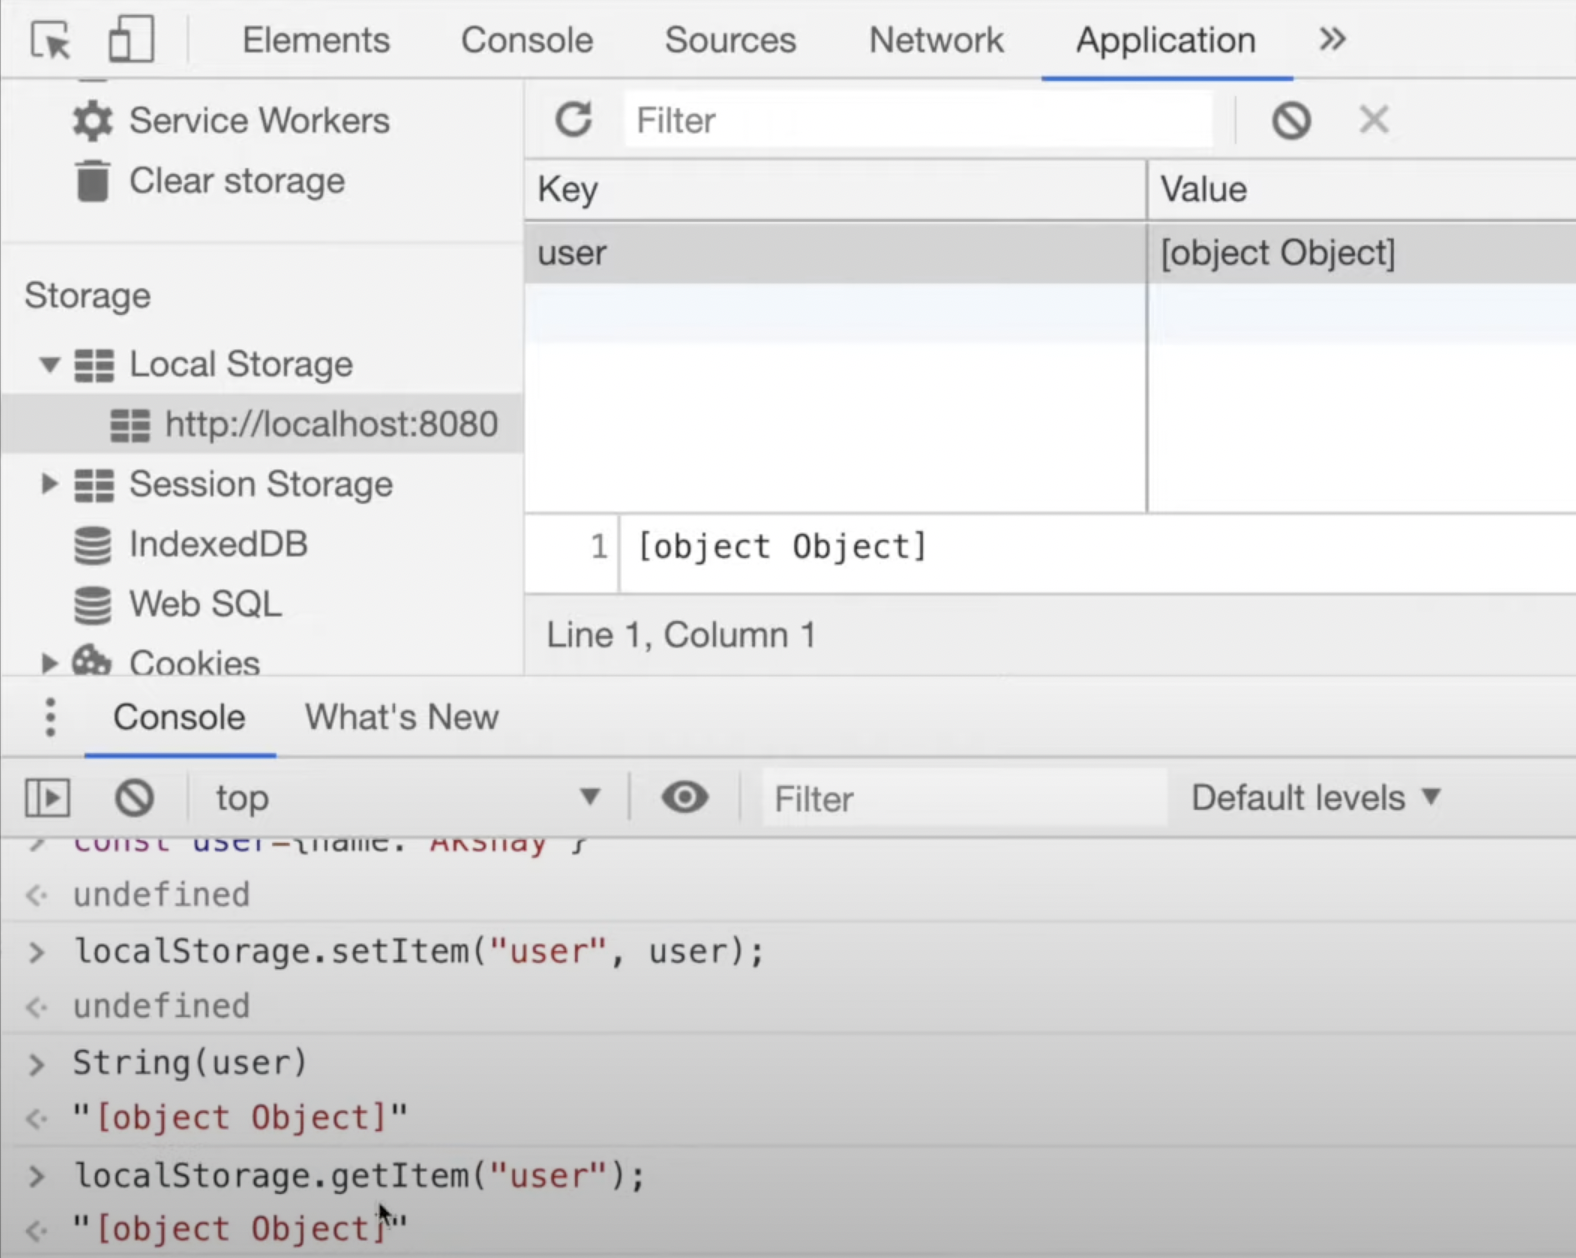 Elements Console Sources Network Application »
Service Workers
Clear storage
Filter
Key Value
user [object Object]
Storage
Local Storage
http://localhost:8080
Session Storage
IndexedDB
Web SQL
Cookies
1 [object Object]
Line 1, Column 1
Console What's New
top Filter Default levels
const user={name: "Akshay"}
undefined
localStorage.setItem("user", user);
undefined
String(user)
"[object Object]"
localStorage.getItem("user");
"[object Object]"